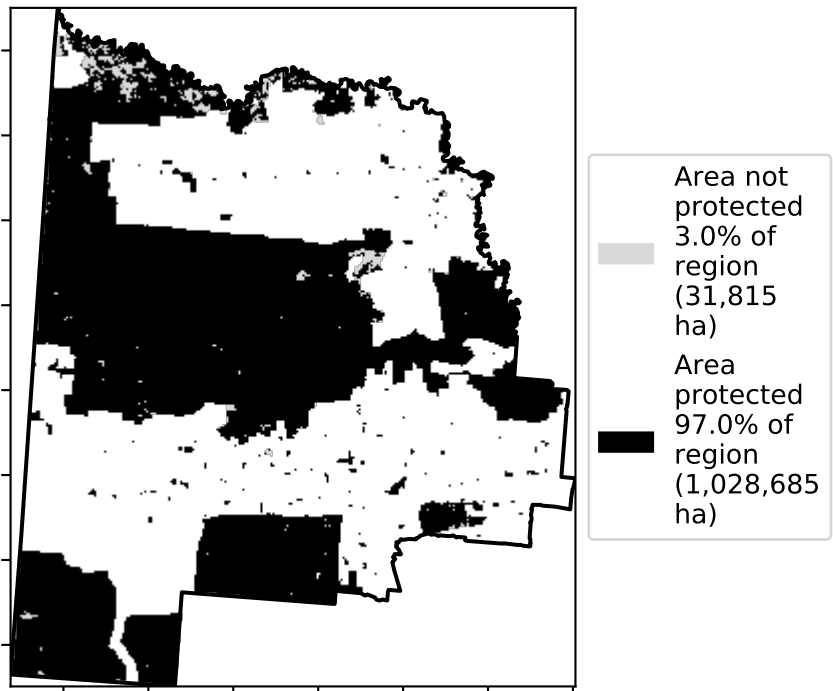 Area not
protected
3.0% of
region
(31,815
ha)
Area
protected
97.0% of
region
(1,028,685
ha)